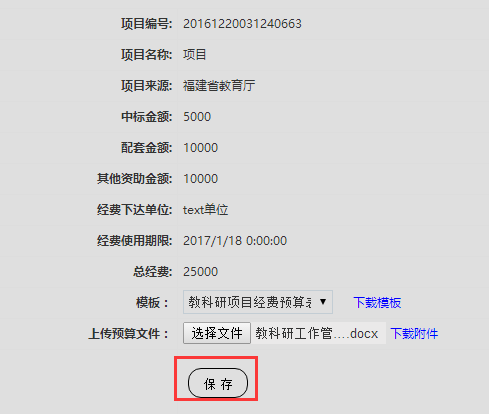 项目编号: 20161220031240663
项目名称: 项目
项目来源: 福建省教育厅
中标金额: 5000
配套金额: 10000
其他资助金额: 10000
经费下达单位: text单位
经费使用期限: 2017/1/18 0:00:00
总经费: 25000
模板： 教科研项目经费预算表 下载模板
上传预算文件： 选择文件 教科研工作管....docx 下载附件
保 存